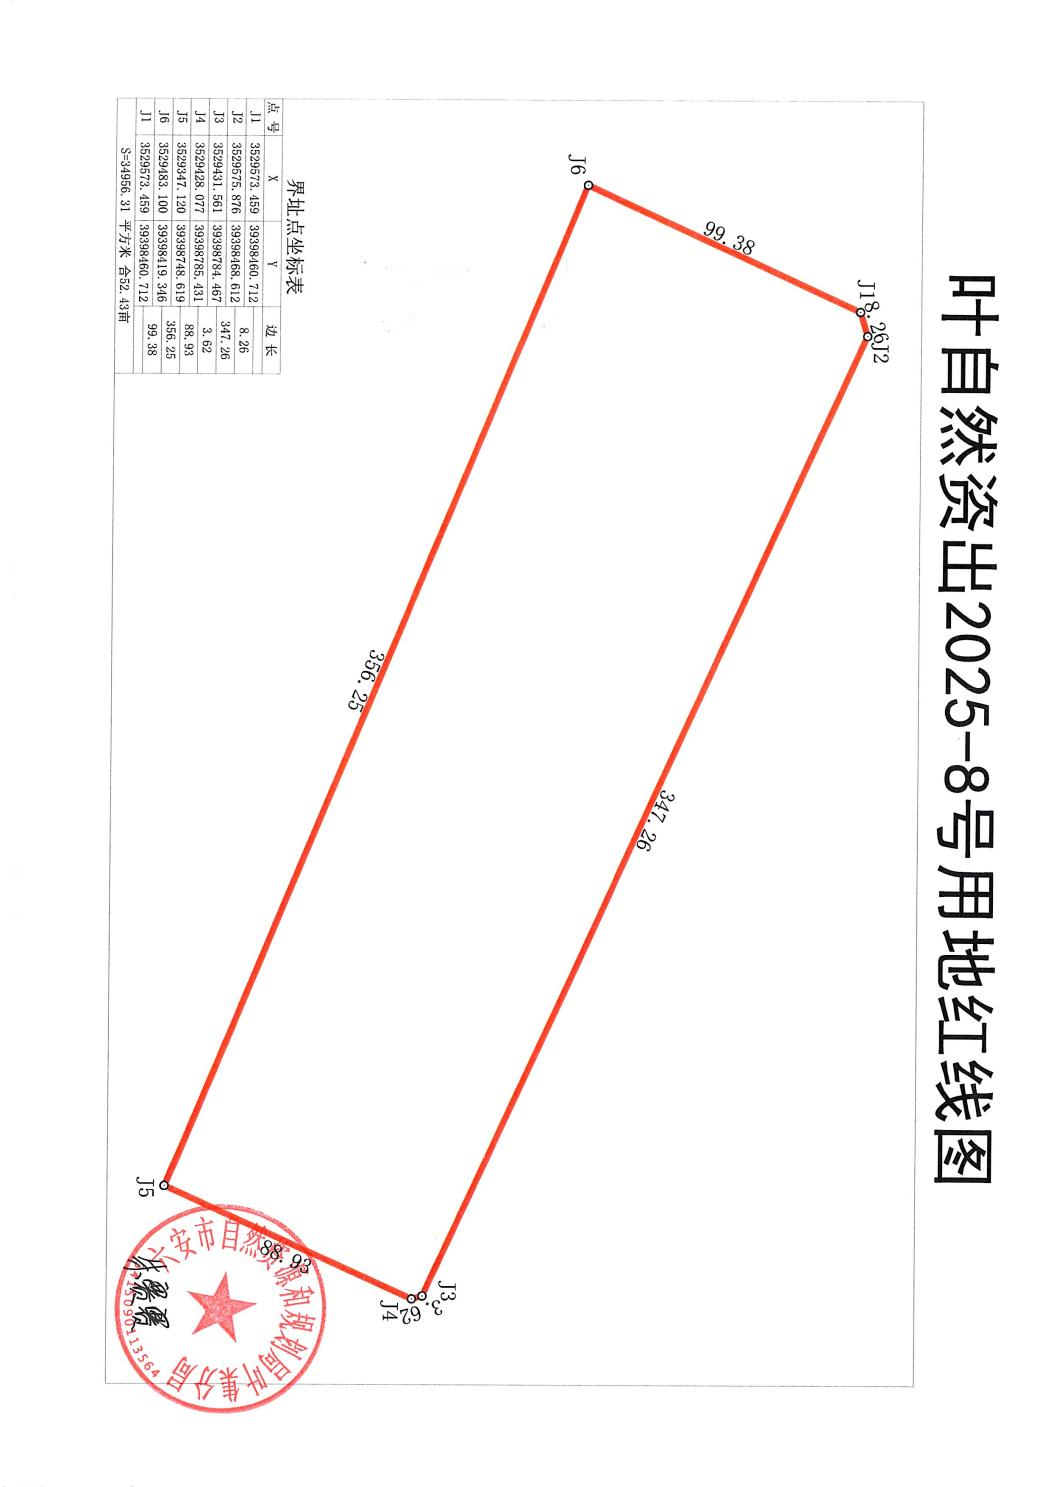 叶自然资出2025-8号用地红线图
J6
99.38
J1
8.26
J2
347.26
356.25
J3
3.62
J4
88.93
J5
界址点坐标表
点 号 X Y 边 长
J1 3529573.459 39398460.712
8.26
J2 3529575.876 39398468.612
347.26
J3 3529431.561 39398784.467
3.62
J4 3529428.077 39398785.431
88.93
J5 3529347.120 39398748.619
356.25
J6 3529483.100 39398419.346
99.38
J1 3529573.459 39398460.712
S=34956.31 平方米 合52.43亩
六安市自然资源和规划局叶集分局